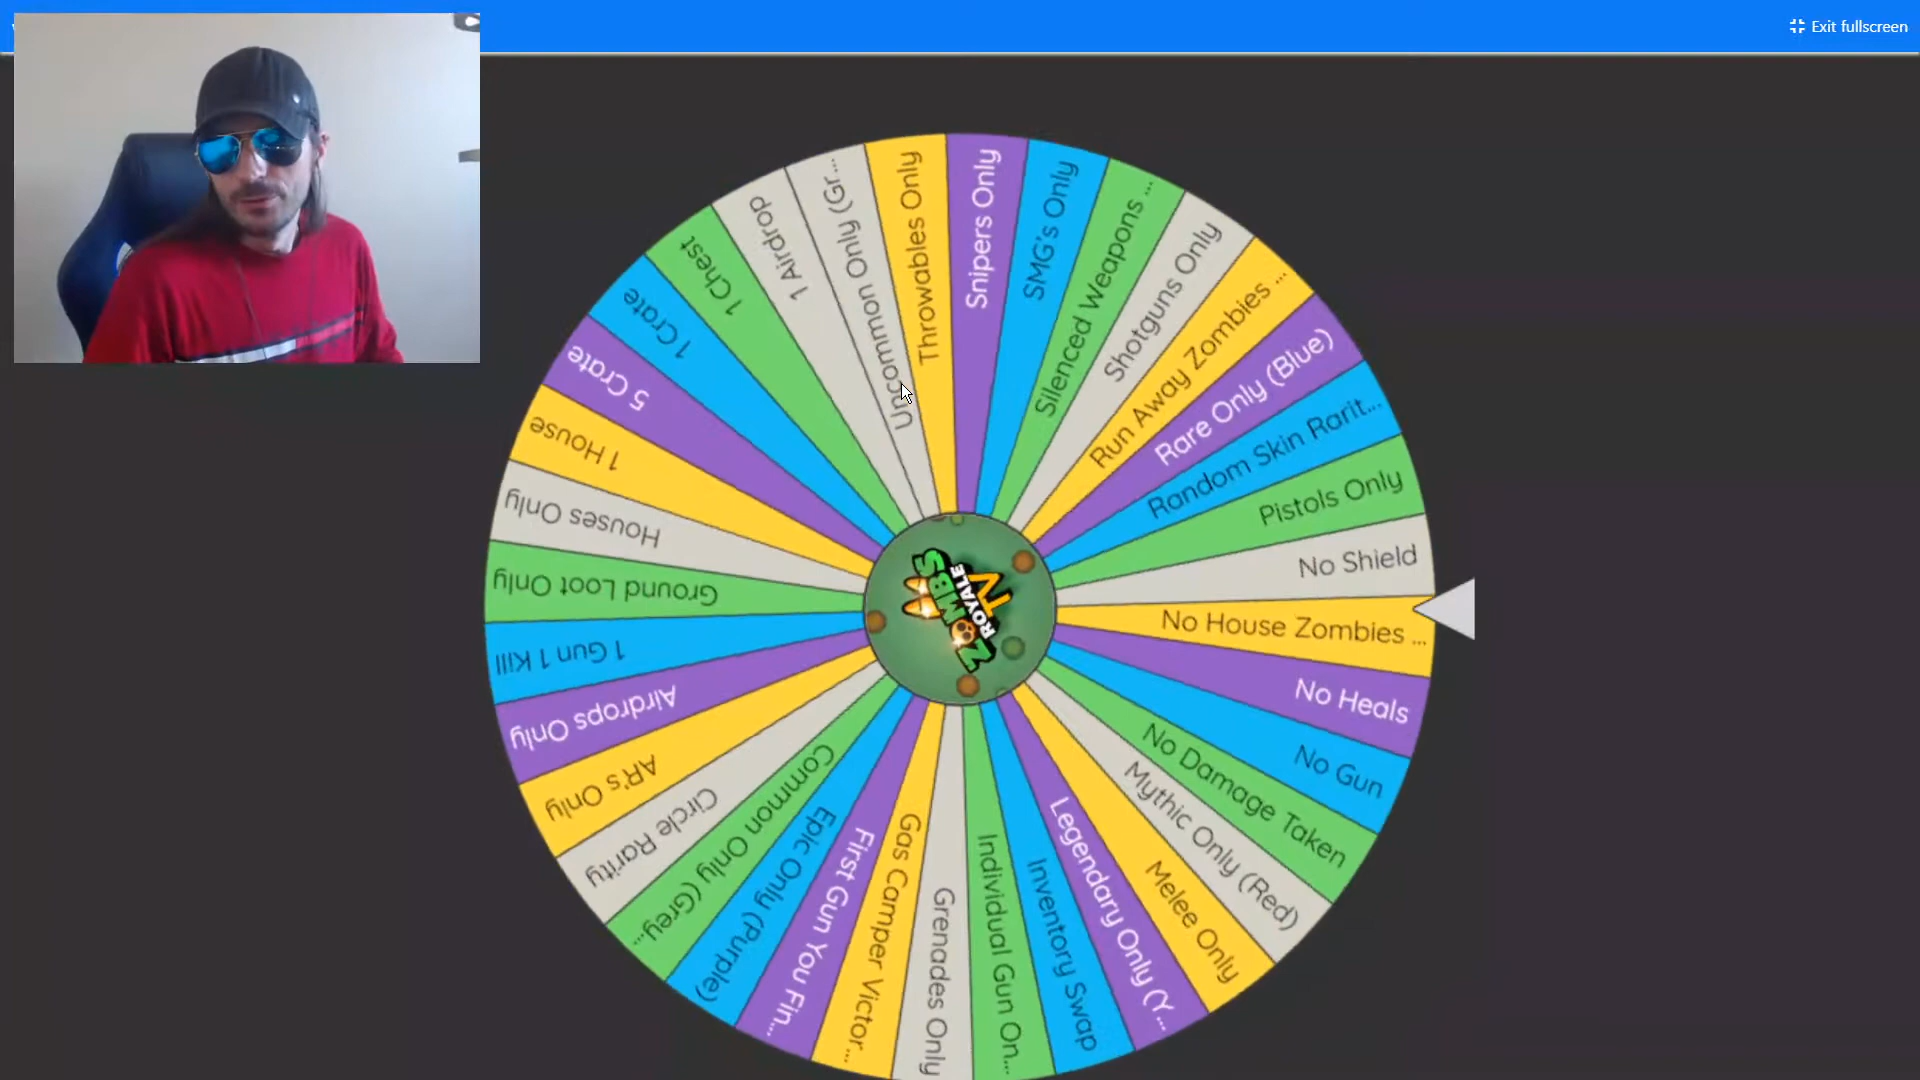 Exit fullscreen
Throwables Only
Snipers Only
SMG's Only
Silenced Weapons ...
Shotguns Only
Run Away Zombies ...
Rare Only (Blue)
Random Skin Rarit...
Pistols Only
No Shield
No House Zombies ...
No Heals
No Gun
No Damage Taken
Mythic Only (Red)
Melee Only
Legendary Only (Y...
Inventory Swap
Individual Gun On...
Grenades Only
Gas Camper Victor...
First Gun You Fin...
Epic Only (Purple)
Common Only (Grey...
Circle Rarity
AR's Only
Airdrops Only
1 Gun 1 Kill
Ground Loot Only
Houses Only
1 House
5 Crate
1 Crate
1 Chest
1 Airdrop
Uncommon Only (Gr...
ZOMBS
ROYALE
TV